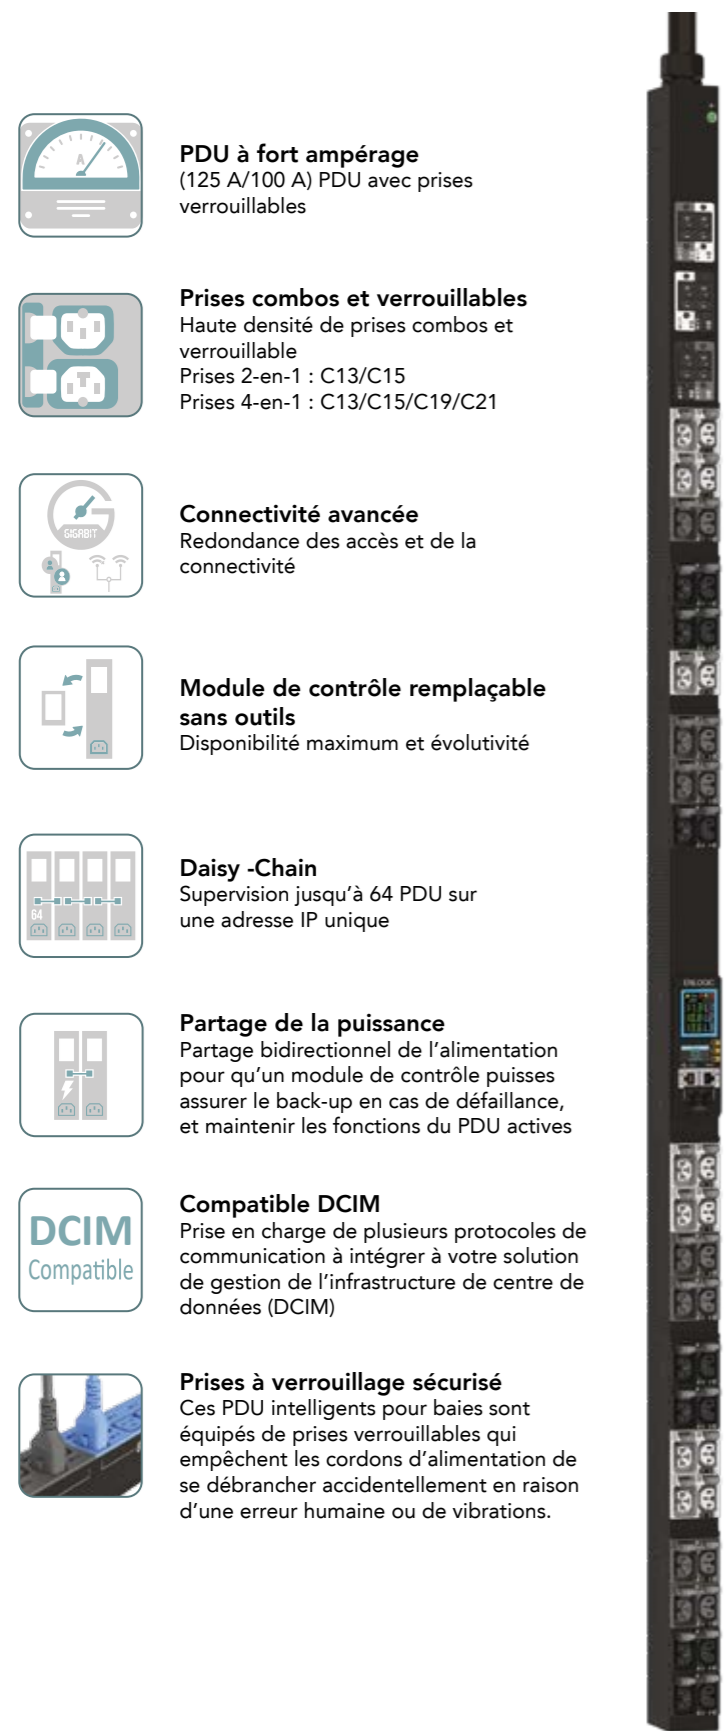 A
PDU à fort ampérage
(125 A/100 A) PDU avec prises
verrouillables
Prises combos et verrouillables
Haute densité de prises combos et
verrouillable
Prises 2-en-1 : C13/C15
Prises 4-en-1 : C13/C15/C19/C21
GIGABIT
Connectivité avancée
Redondance des accès et de la
connectivité
Module de contrôle remplaçable
sans outils
Disponibilité maximum et évolutivité
64
Daisy -Chain
Supervision jusqu'à 64 PDU sur
une adresse IP unique
Partage de la puissance
Partage bidirectionnel de l'alimentation
pour qu'un module de contrôle puisses
assurer le back-up en cas de défaillance,
et maintenir les fonctions du PDU actives
DCIM
Compatible
Compatible DCIM
Prise en charge de plusieurs protocoles de
communication à intégrer à votre solution
de gestion de l'infrastructure de centre de
données (DCIM)
Prises à verrouillage sécurisé
Ces PDU intelligents pour baies sont
équipés de prises verrouillables qui
empêchent les cordons d'alimentation de
se débrancher accidentellement en raison
d'une erreur humaine ou de vibrations.
ENLOGIC